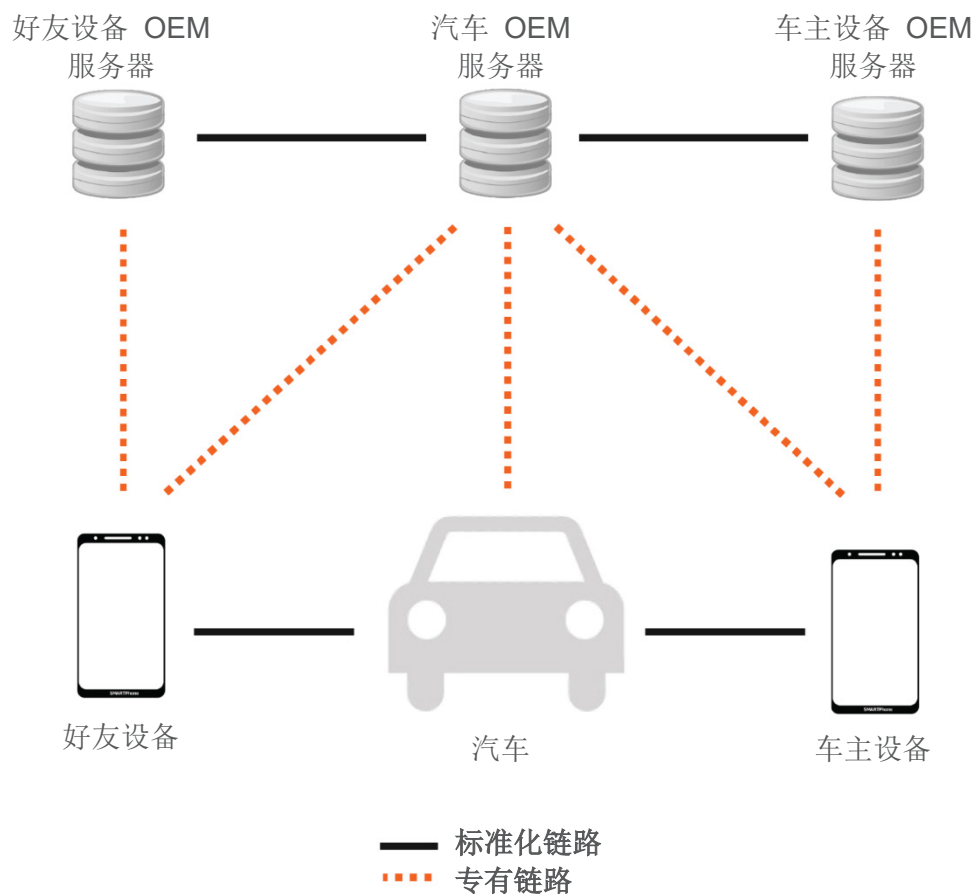 好友设备 OEM
服务器
汽车 OEM
服务器
车主设备 OEM
服务器
SMARTPhone
SMARTPhone
好友设备
汽车
车主设备
标准化链路
专有链路